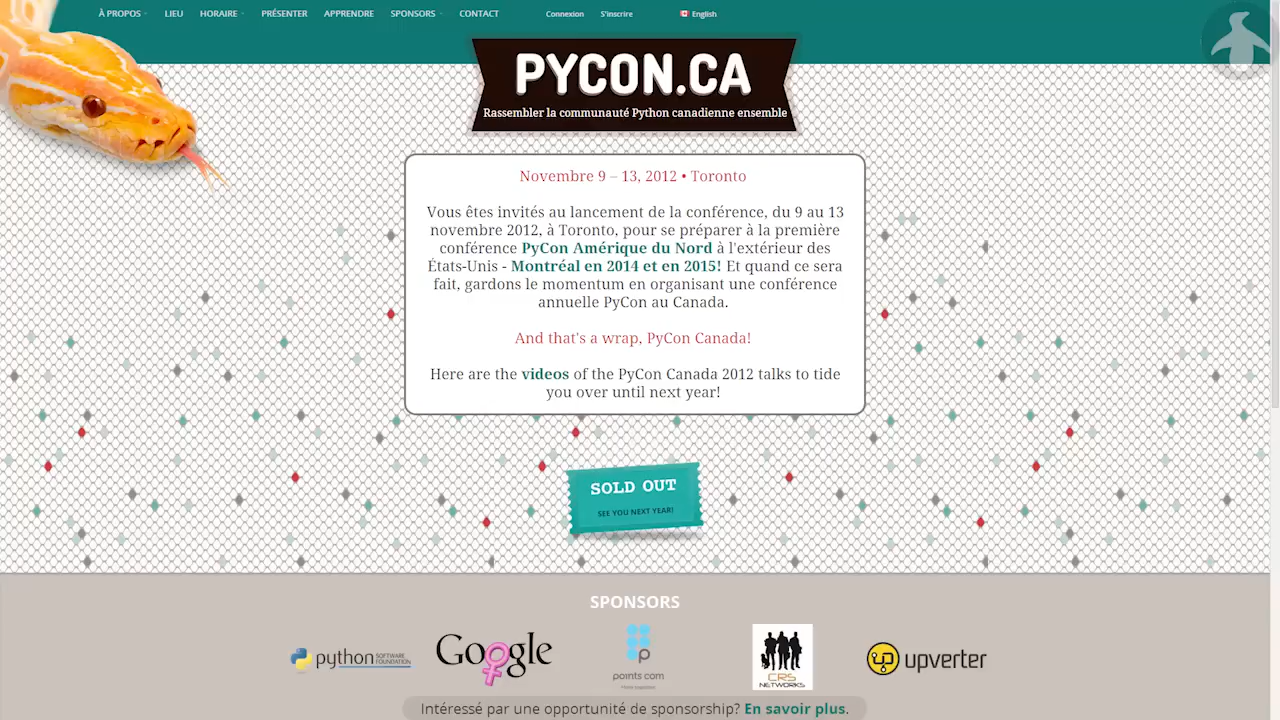 À PROPOS LIEU HORAIRE PRÉSENTER APPRENDRE SPONSORS CONTACT Connexion S'inscrire English
PYCON.CA
Rassembler la communauté Python canadienne ensemble
Novembre 9 – 13, 2012 • Toronto
Vous êtes invités au lancement de la conférence, du 9 au 13
novembre 2012, à Toronto, pour se préparer à la première
conférence PyCon Amérique du Nord à l'extérieur des
États-Unis - Montréal en 2014 et en 2015! Et quand ce sera
fait, gardons le momentum en organisant une conférence
annuelle PyCon au Canada.
And that's a wrap, PyCon Canada!
Here are the videos of the PyCon Canada 2012 talks to tide
you over until next year!
SOLD OUT
SEE YOU NEXT YEAR!
SPONSORS
python SOFTWARE FOUNDATION
Google
points.com
CRS
NETWORKS
upverter
Intéressé par une opportunité de sponsorship? En savoir plus.